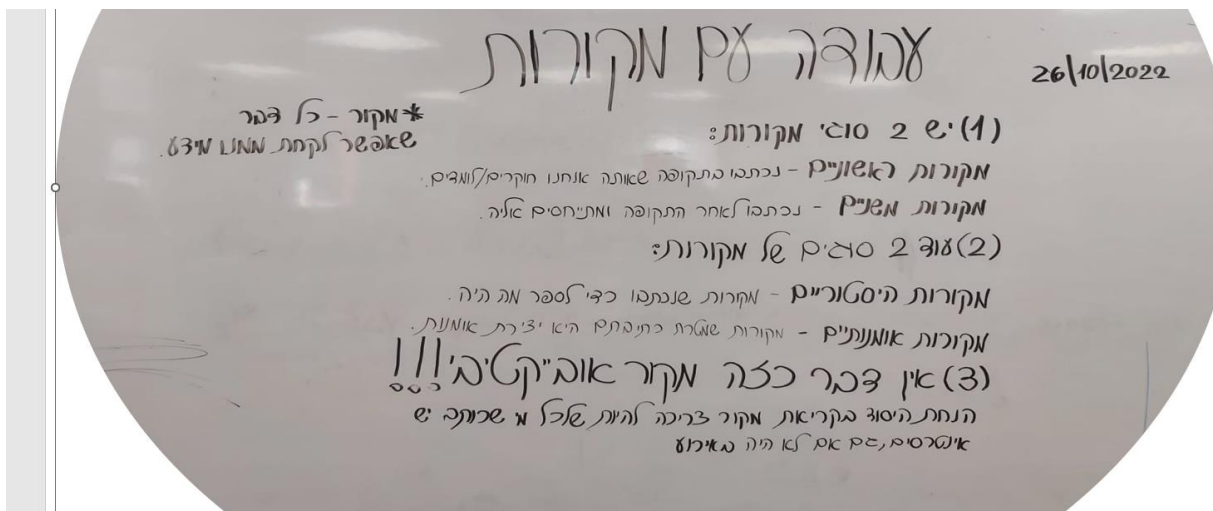 עבודה עם מקורות
26/10/2022
*מקור - כל דבר
שאפשר לקחת ממנו מידע.
(1) יש 2 סוגי מקורות:
מקורות ראשוניים - נכתבו בתקופה שאותה אנחנו חוקרים/לומדים.
מקורות משניים - נכתבו לאחר התקופה ומתייחסים אליה.
(2) עוד 2 סוגים של מקורות:
מקורות היסטוריים - מקורות שנכתבו כדי לספר מה היה.
מקורות אומנותיים - מקורות שמטרת כתיבתם היא יצירת אומנות.
(3) אין דבר כזה מקור אובייקטיבי!!!
הנחת היסוד בקריאת מקור צריכה להיות שלכל מי שכותב יש
אינטרסים, גם אם לא היה באירוע